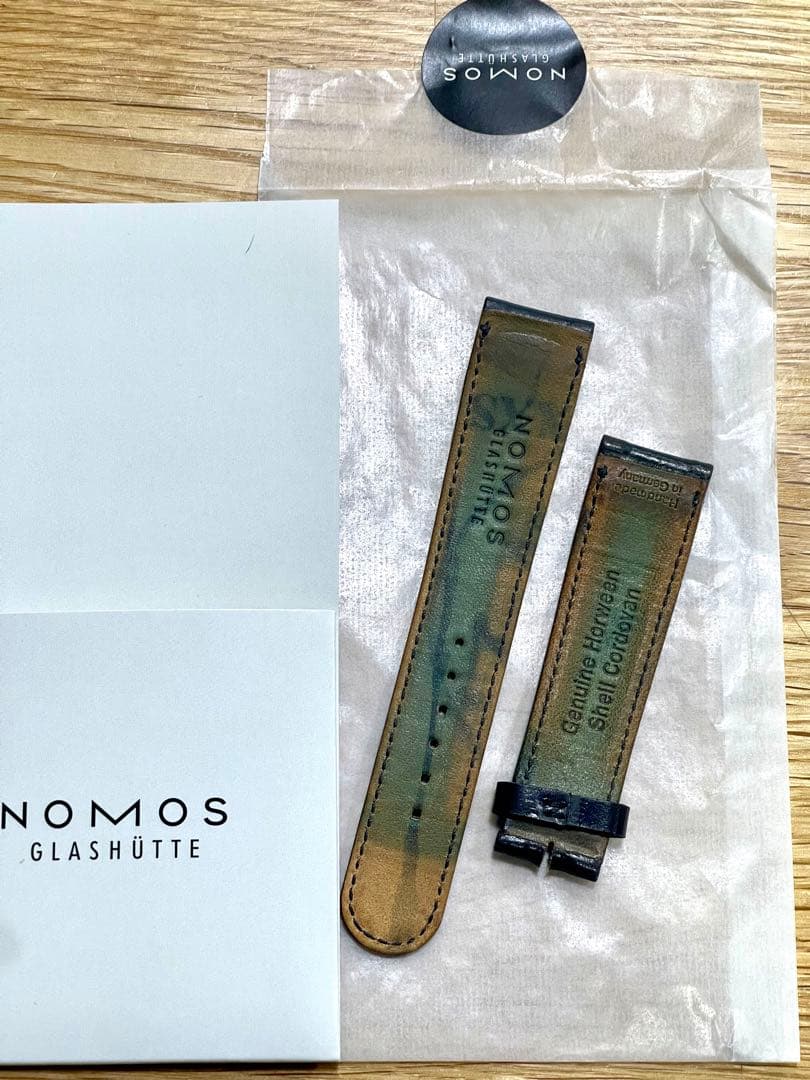 NOMOS
GLASHÜTTE
NOMOS
GLASHÜTTE
Handmade
in Germany
Genuine Horween
Shell Cordovan
NOMOS
GLASHÜTTE